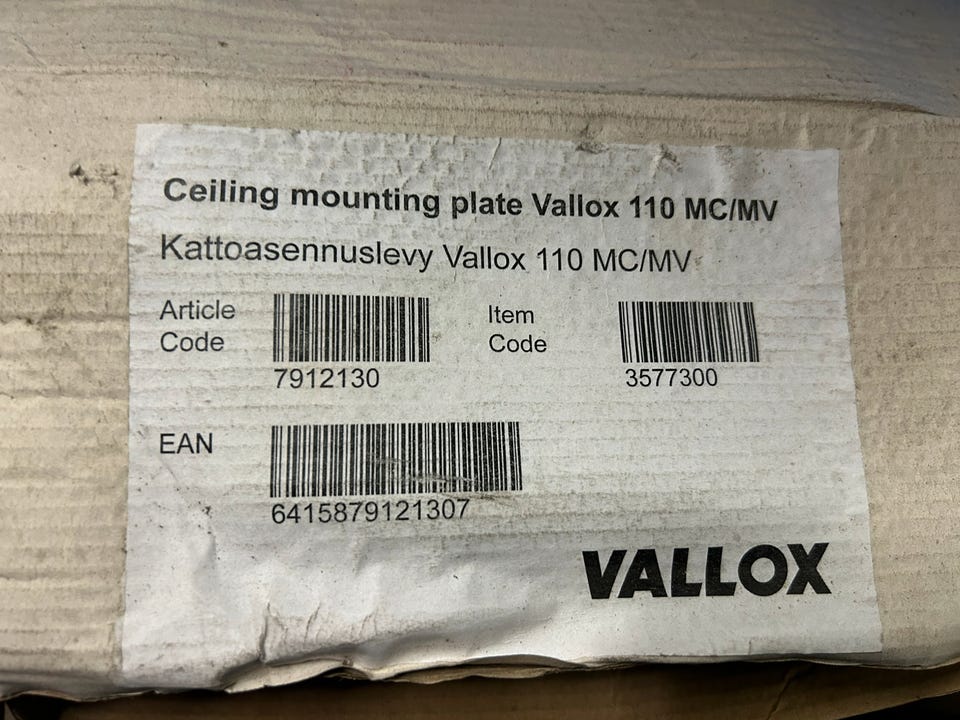 Ceiling mounting plate Vallox 110 MC/MV
Kattoasennuslevy Vallox 110 MC/MV
Article Code
7912130
Item Code
3577300
EAN
6415879121307
VALLOX